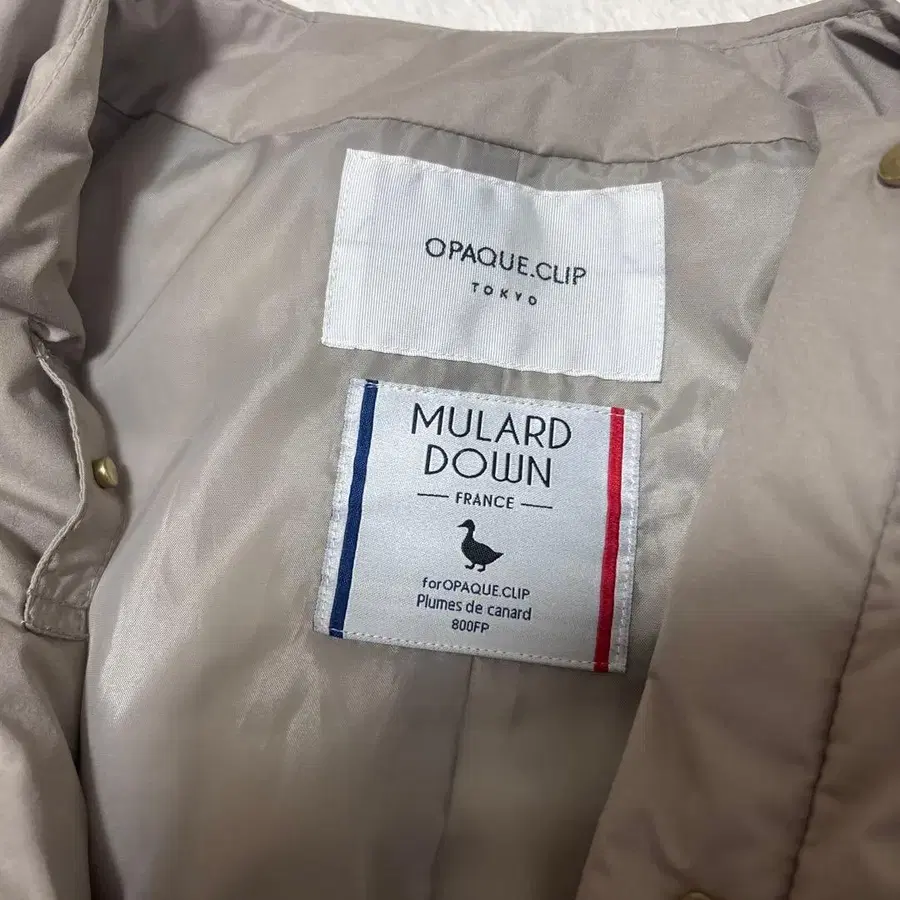 OPAQUE.CLIP
TOKYO
MULARD
DOWN
FRANCE
forOPAQUE.CLIP
Plumes de canard
800FP